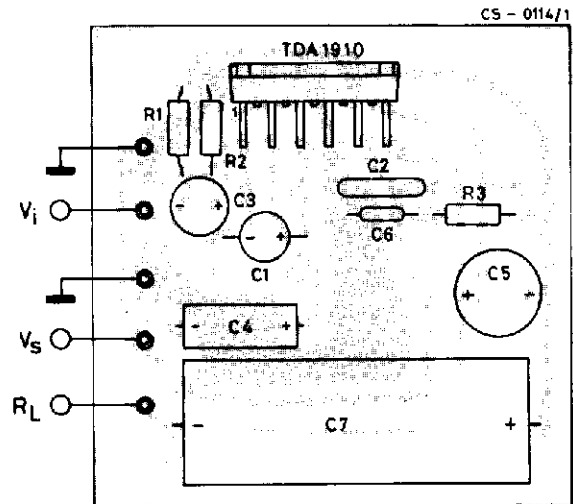 CS - 0114/1
TDA1910
R1
R2
1
C2
R3
C6
- + C3
Vi
- +
C1
C5
+ +
Vs
- C4 +
RL
- C7 +